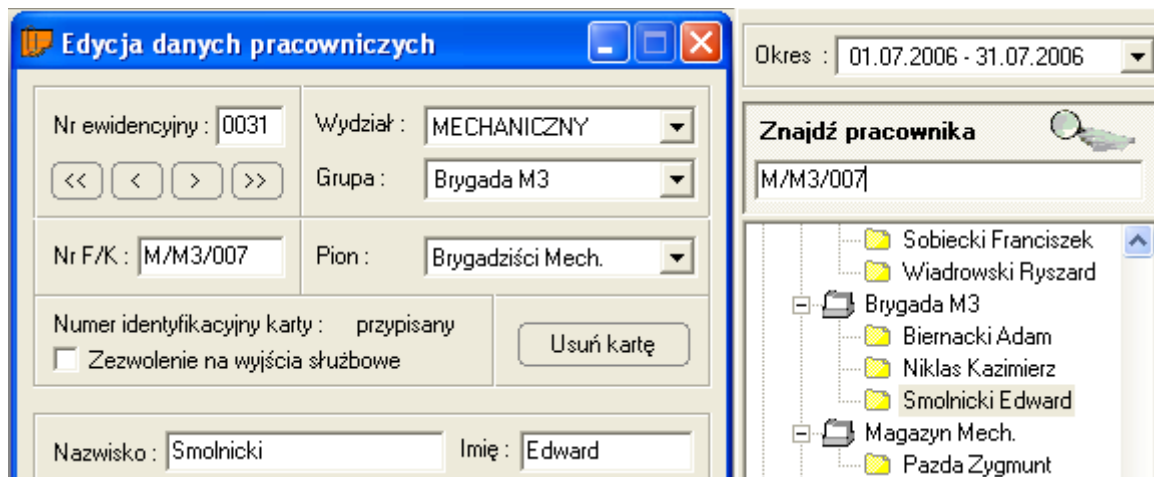 Edycja danych pracowniczych
Nr ewidencyjny : 0031
<< < > >>
Wydział : MECHANICZNY
Grupa : Brygada M3
Nr F/K : M/M3/007
Pion : Brygadziści Mech.
Numer identyfikacyjny karty : przypisany
Zezwolenie na wyjścia służbowe
Usuń kartę
Nazwisko : Smolnicki
Imię : Edward
Okres : 01.07.2006 - 31.07.2006
Znajdź pracownika
M/M3/007
Sobiecki Franciszek
Wiadrowski Ryszard
Brygada M3
Biernacki Adam
Niklas Kazimierz
Smolnicki Edward
Magazyn Mech.
Pazda Zygmunt